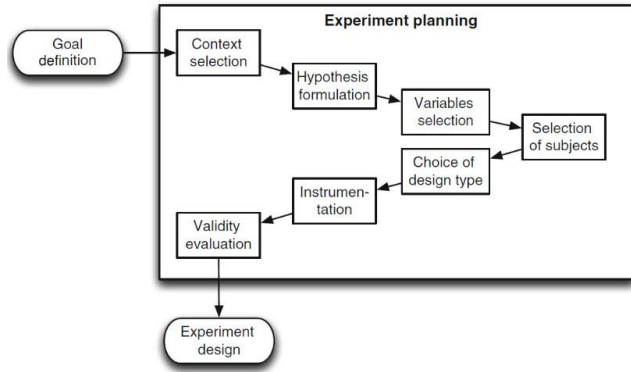 Experiment planning
Goal
definition
Context
selection
Hypothesis
formulation
Variables
selection
Selection
of subjects
Choice of
design type
Instrumen-
tation
Validity
evaluation
Experiment
design